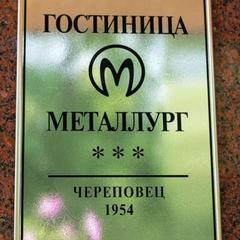 ГОСТИНИЦА
М
МЕТАЛЛУРГ
***
ЧЕРЕПОВЕЦ
1954